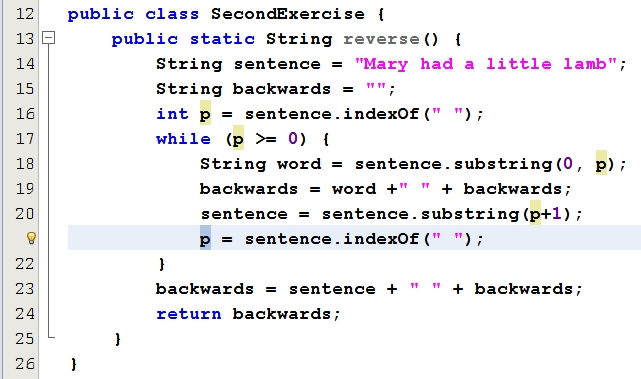 12 public class SecondExercise {
13 public static String reverse() {
14 String sentence = "Mary had a little lamb";
15 String backwards = "";
16 int p = sentence.indexOf(" ");
17 while (p >= 0) {
18 String word = sentence.substring(0, p);
19 backwards = word +" " + backwards;
20 sentence = sentence.substring(p+1);
p = sentence.indexOf(" ");
22 }
23 backwards = sentence + " " + backwards;
24 return backwards;
25 }
26 }